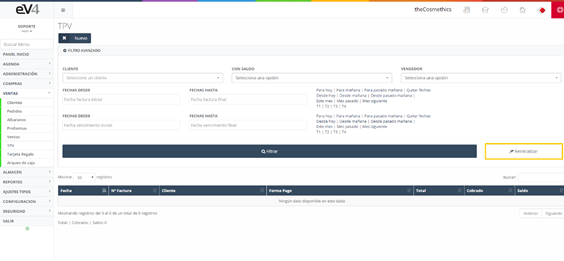 eV4
theCosmethics
SOPORTE
TPV
Nuevo
Buscar Menú
PANEL INICIO
AGENDA
ADMINISTRACIÓN
COMPRAS
VENTAS
Clientes
Pedidos
Albaranes
Proformas
Ventas
TPV
Tarjeta Regalo
Arqueo de caja
ALMACEN
REPORTES
AJUSTES TIPOS
CONFIGURACION
SEGURIDAD
SALIR
FILTRO AVANZADO
CLIENTE
CON SALDO
VENDEDOR
Seleccione un cliente
Seleccione una opción
Seleccione una opción
FECHAS DESDE
FECHAS HASTA
Fecha factura inicial
Fecha factura final
Para hoy | Para mañana | Para pasado mañana | Quitar fechas
Desde hoy | Desde mañana | Desde pasado mañana |
Este mes | Mes pasado | Mes siguiente
T1 | T2 | T3 | T4
FECHAS DESDE
FECHAS HASTA
Fecha vencimiento inicial
Fecha vencimiento final
Para hoy | Para mañana | Para pasado mañana | Quitar fechas
Desde hoy | Desde mañana | Desde pasado mañana |
Este mes | Mes pasado | Mes siguiente
T1 | T2 | T3 | T4
Filtrar
Reinicializar
Mostrar 50 registros
Buscar:
Fecha Nº Factura Cliente Forma Pago Total Cobrado Saldo
Ningún dato disponible en esta tabla
Mostrando registros del 0 al 0 de un total de 0 registros
Anterior Siguiente
Total: | Cobrado: | Saldo: 0